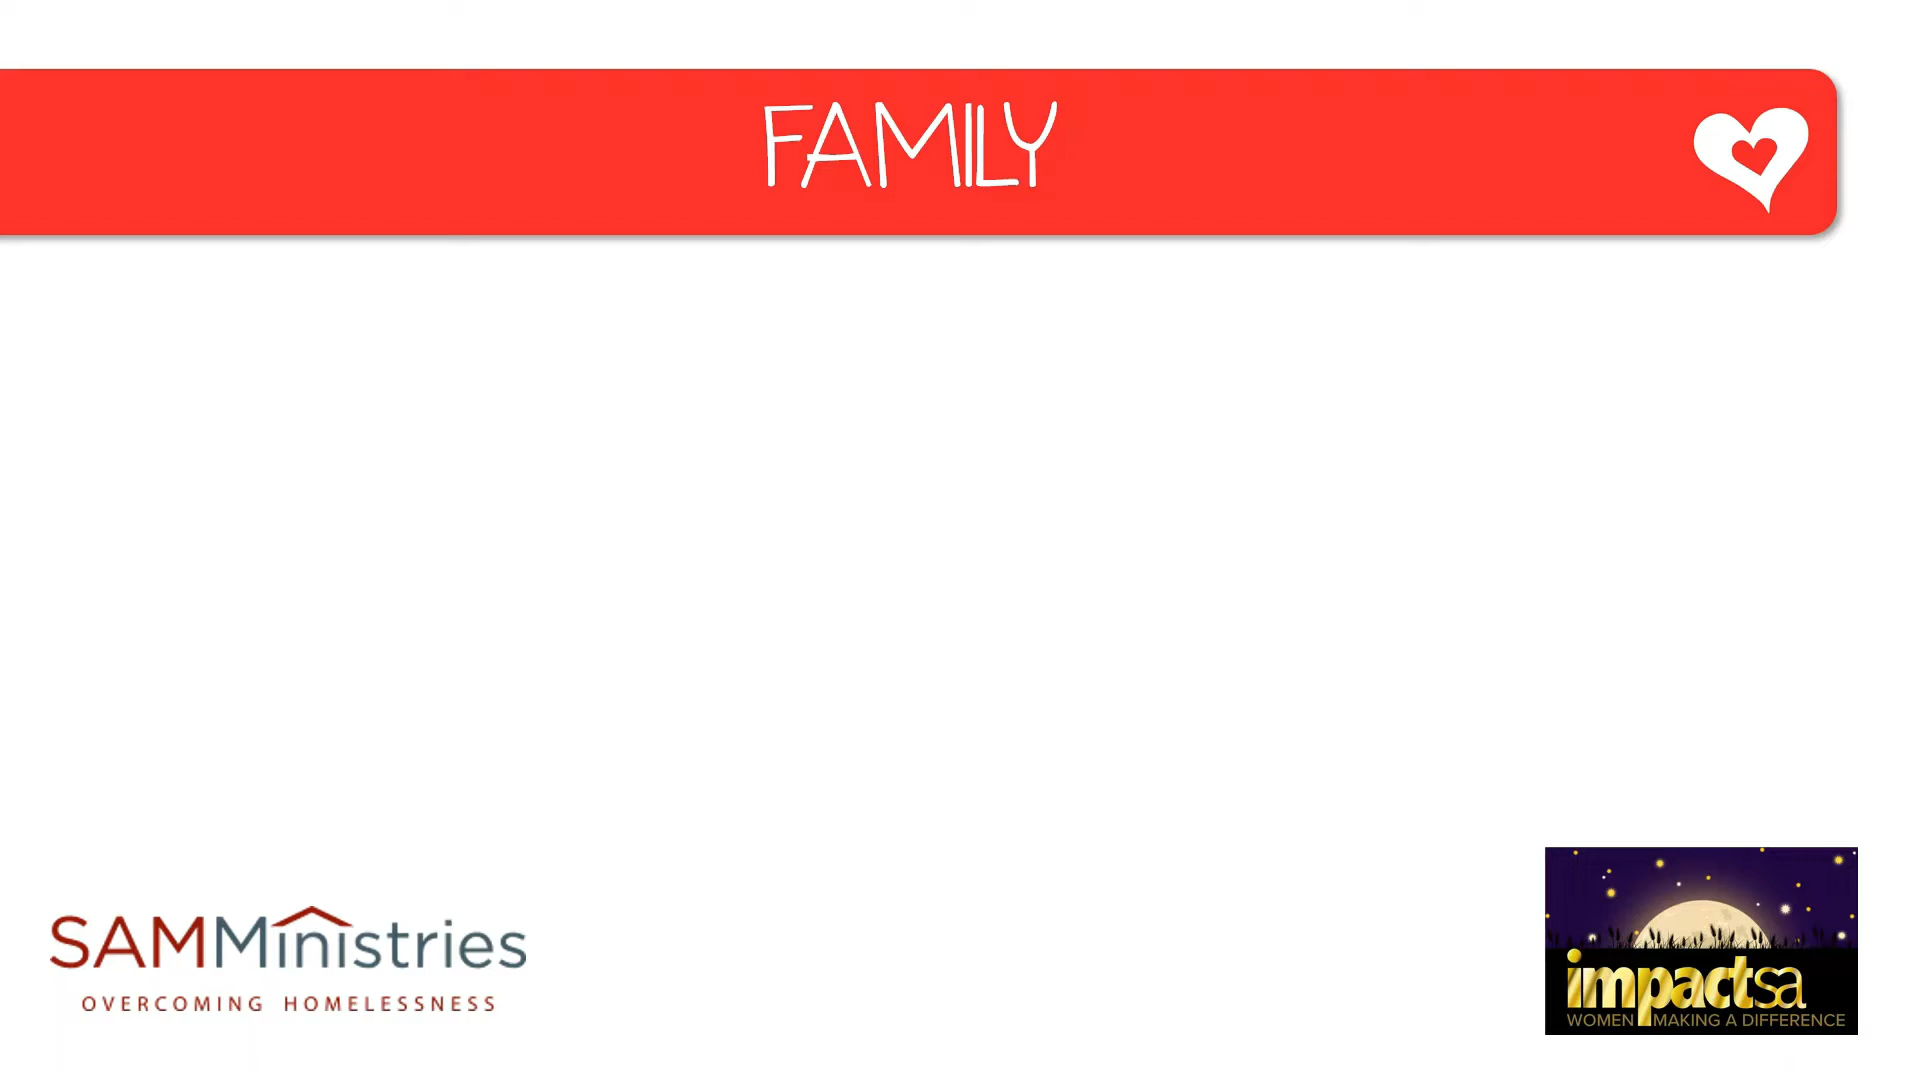 FAMILY
SAMMinistries
OVERCOMING HOMELESSNESS
impactsa
WOMEN MAKING A DIFFERENCE